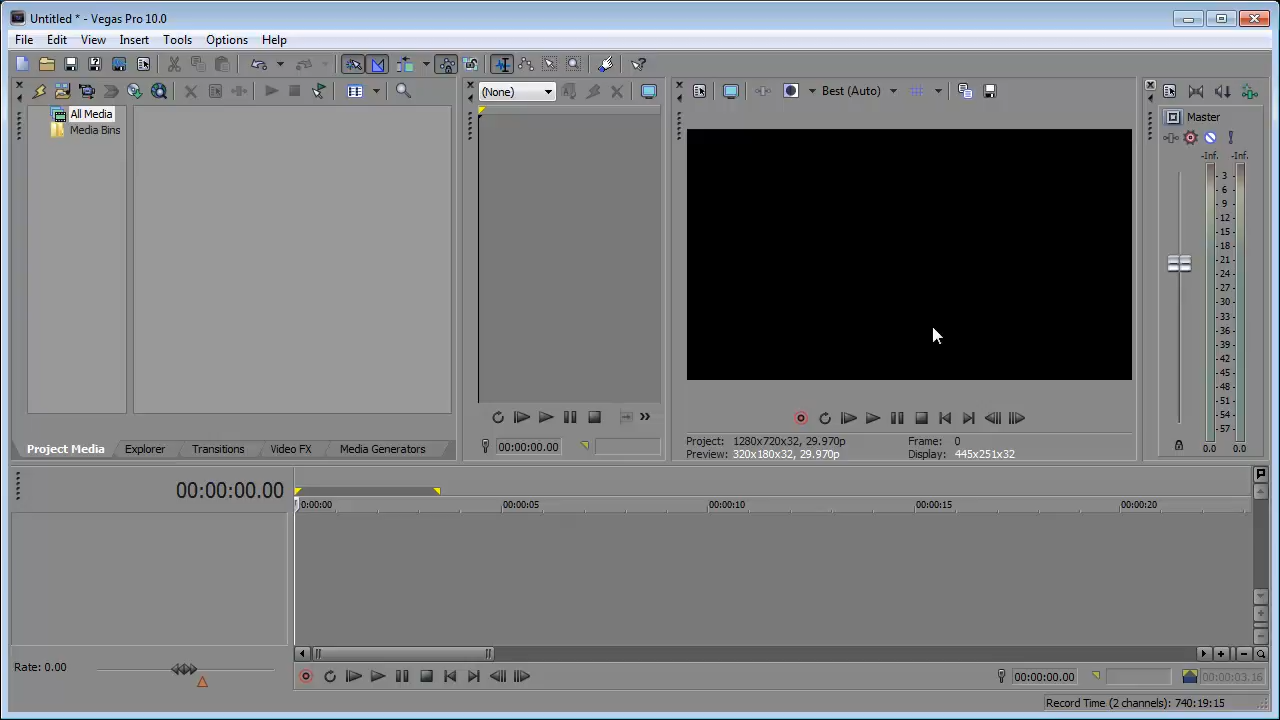 Untitled * - Vegas Pro 10.0
File Edit View Insert Tools Options Help
(None)
Best (Auto)
All Media
Media Bins
Master
-Inf. -Inf.
3
6
9
12
15
18
21
24
27
30
33
36
39
42
45
48
51
54
57
0.0 0.0
Project Media Explorer Transitions Video FX Media Generators
00:00:00.00
Project: 1280x720x32, 29.970p Frame: 0
Preview: 320x180x32, 29.970p Display: 445x251x32
00:00:00.00
0:00:00 00:00:05 00:00:10 00:00:15 00:00:20
Rate: 0.00
00:00:00.00 00:00:03.16
Record Time (2 channels): 740:19:15